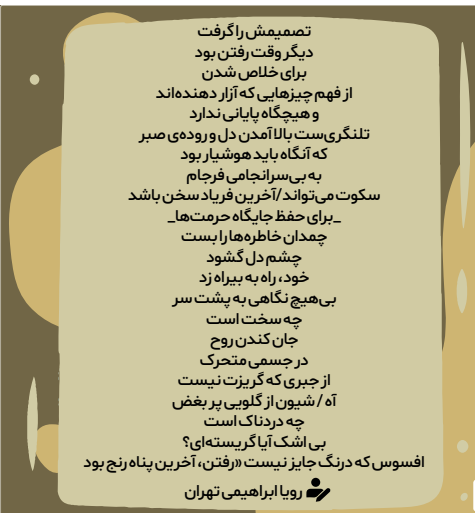 تصمیمش را گرفت
دیگر وقت رفتن بود
برای خلاص شدن
از فهم چیزهایی که آزار دهنده‌اند
و هیچگاه پایانی ندارد
تلنگری‌ست بالا آمدن دل و روده‌ی صبر
که آنگاه باید هوشیار بود
به بی‌سرانجامی فرجام
سکوت می‌تواند/آخرین فریاد سخن باشد
_برای حفظ جایگاه حرمت‌ها_
چمدان خاطره‌ها را بست
چشم دل گشود
خود، راه به بیراه زد
بی‌هیچ نگاهی به پشت سر
چه سخت است
جان کندن روح
در جسمی متحرک
از جبری که گریزت نیست
آه / شیون از گلویی پر بغض
چه دردناک است
بی اشک آیا گریسته‌ای؟
افسوس که درنگ جایز نیست «رفتن، آخرین پناه رنج بود
رویا ابراهیمی تهران